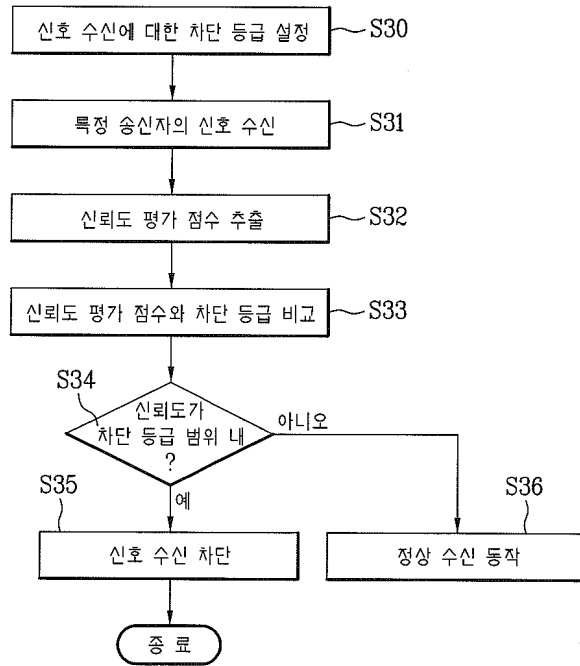 신호 수신에 대한 차단 등급 설정
S30
특정 송신자의 신호 수신
S31
신뢰도 평가 점수 추출
S32
신뢰도 평가 점수와 차단 등급 비교
S33
S34
신뢰도가
차단 등급 범위 내
?
아니오
예
S35
신호 수신 차단
S36
정상 수신 동작
종료